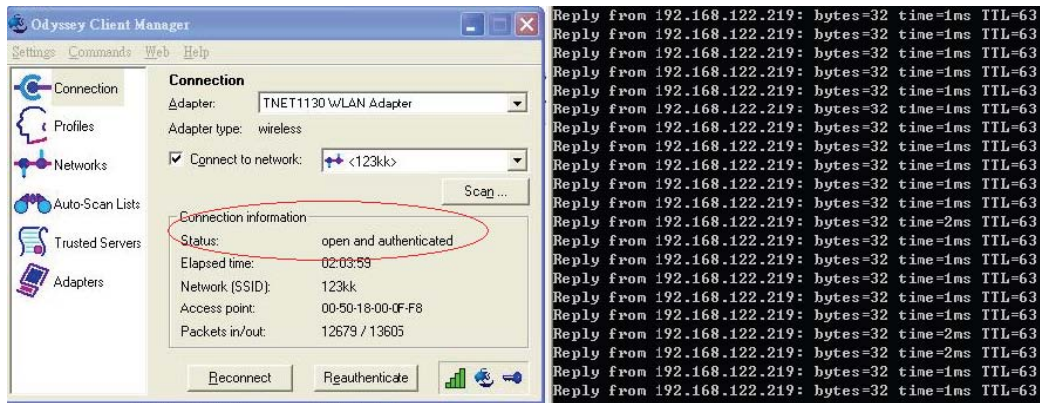 Odyssey Client Manager
Settings Commands Web Help
Connection
Profiles
Networks
Auto-Scan Lists
Trusted Servers
Adapters
Connection
Adapter: TNET1130 WLAN Adapter
Adapter type: wireless
Connect to network: <123kk>
Scan ...
Connection information
Status: open and authenticated
Elapsed time: 02:03:59
Network (SSID): 123kk
Access point: 00-50-18-00-0F-F8
Packets in/out: 12679 / 13605
Reconnect Reauthenticate
Reply from 192.168.122.219: bytes=32 time=1ms TTL=63
Reply from 192.168.122.219: bytes=32 time=1ms TTL=63
Reply from 192.168.122.219: bytes=32 time=1ms TTL=63
Reply from 192.168.122.219: bytes=32 time=1ms TTL=63
Reply from 192.168.122.219: bytes=32 time=1ms TTL=63
Reply from 192.168.122.219: bytes=32 time=1ms TTL=63
Reply from 192.168.122.219: bytes=32 time=1ms TTL=63
Reply from 192.168.122.219: bytes=32 time=1ms TTL=63
Reply from 192.168.122.219: bytes=32 time=1ms TTL=63
Reply from 192.168.122.219: bytes=32 time=1ms TTL=63
Reply from 192.168.122.219: bytes=32 time=1ms TTL=63
Reply from 192.168.122.219: bytes=32 time=2ms TTL=63
Reply from 192.168.122.219: bytes=32 time=1ms TTL=63
Reply from 192.168.122.219: bytes=32 time=1ms TTL=63
Reply from 192.168.122.219: bytes=32 time=1ms TTL=63
Reply from 192.168.122.219: bytes=32 time=1ms TTL=63
Reply from 192.168.122.219: bytes=32 time=1ms TTL=63
Reply from 192.168.122.219: bytes=32 time=2ms TTL=63
Reply from 192.168.122.219: bytes=32 time=2ms TTL=63
Reply from 192.168.122.219: bytes=32 time=1ms TTL=63
Reply from 192.168.122.219: bytes=32 time=1ms TTL=63